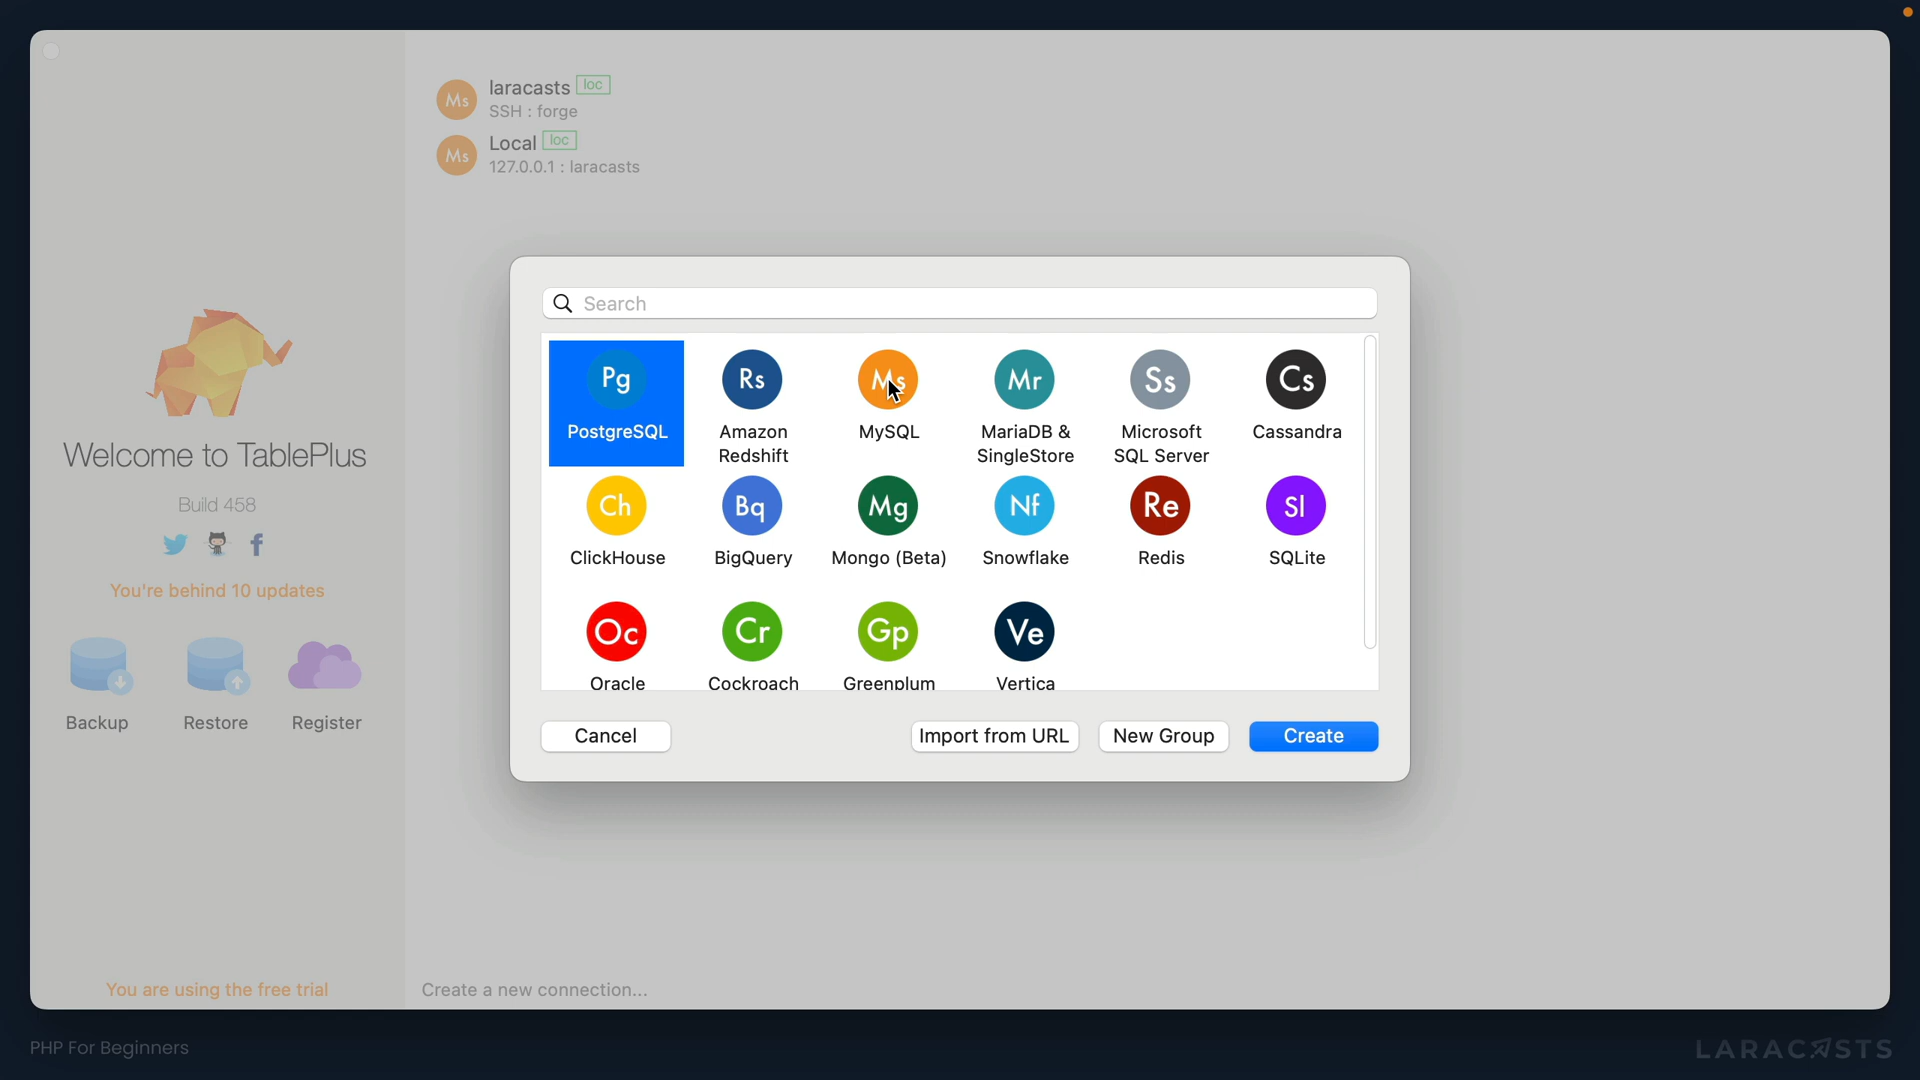 Ms laracasts loc
SSH : forge
Ms Local loc
127.0.0.1 : laracasts
Welcome to TablePlus
Build 458
You're behind 10 updates
Backup Restore Register
You are using the free trial
Create a new connection...
Search
Pg Rs Ms Mr Ss Cs
PostgreSQL Amazon Redshift MySQL MariaDB & SingleStore Microsoft SQL Server Cassandra
Ch Bq Mg Nf Re Sl
ClickHouse BigQuery Mongo (Beta) Snowflake Redis SQLite
Oc Cr Gp Ve
Oracle Cockroach Greenplum Vertica
Cancel Import from URL New Group Create
PHP For Beginners
LARACASTS